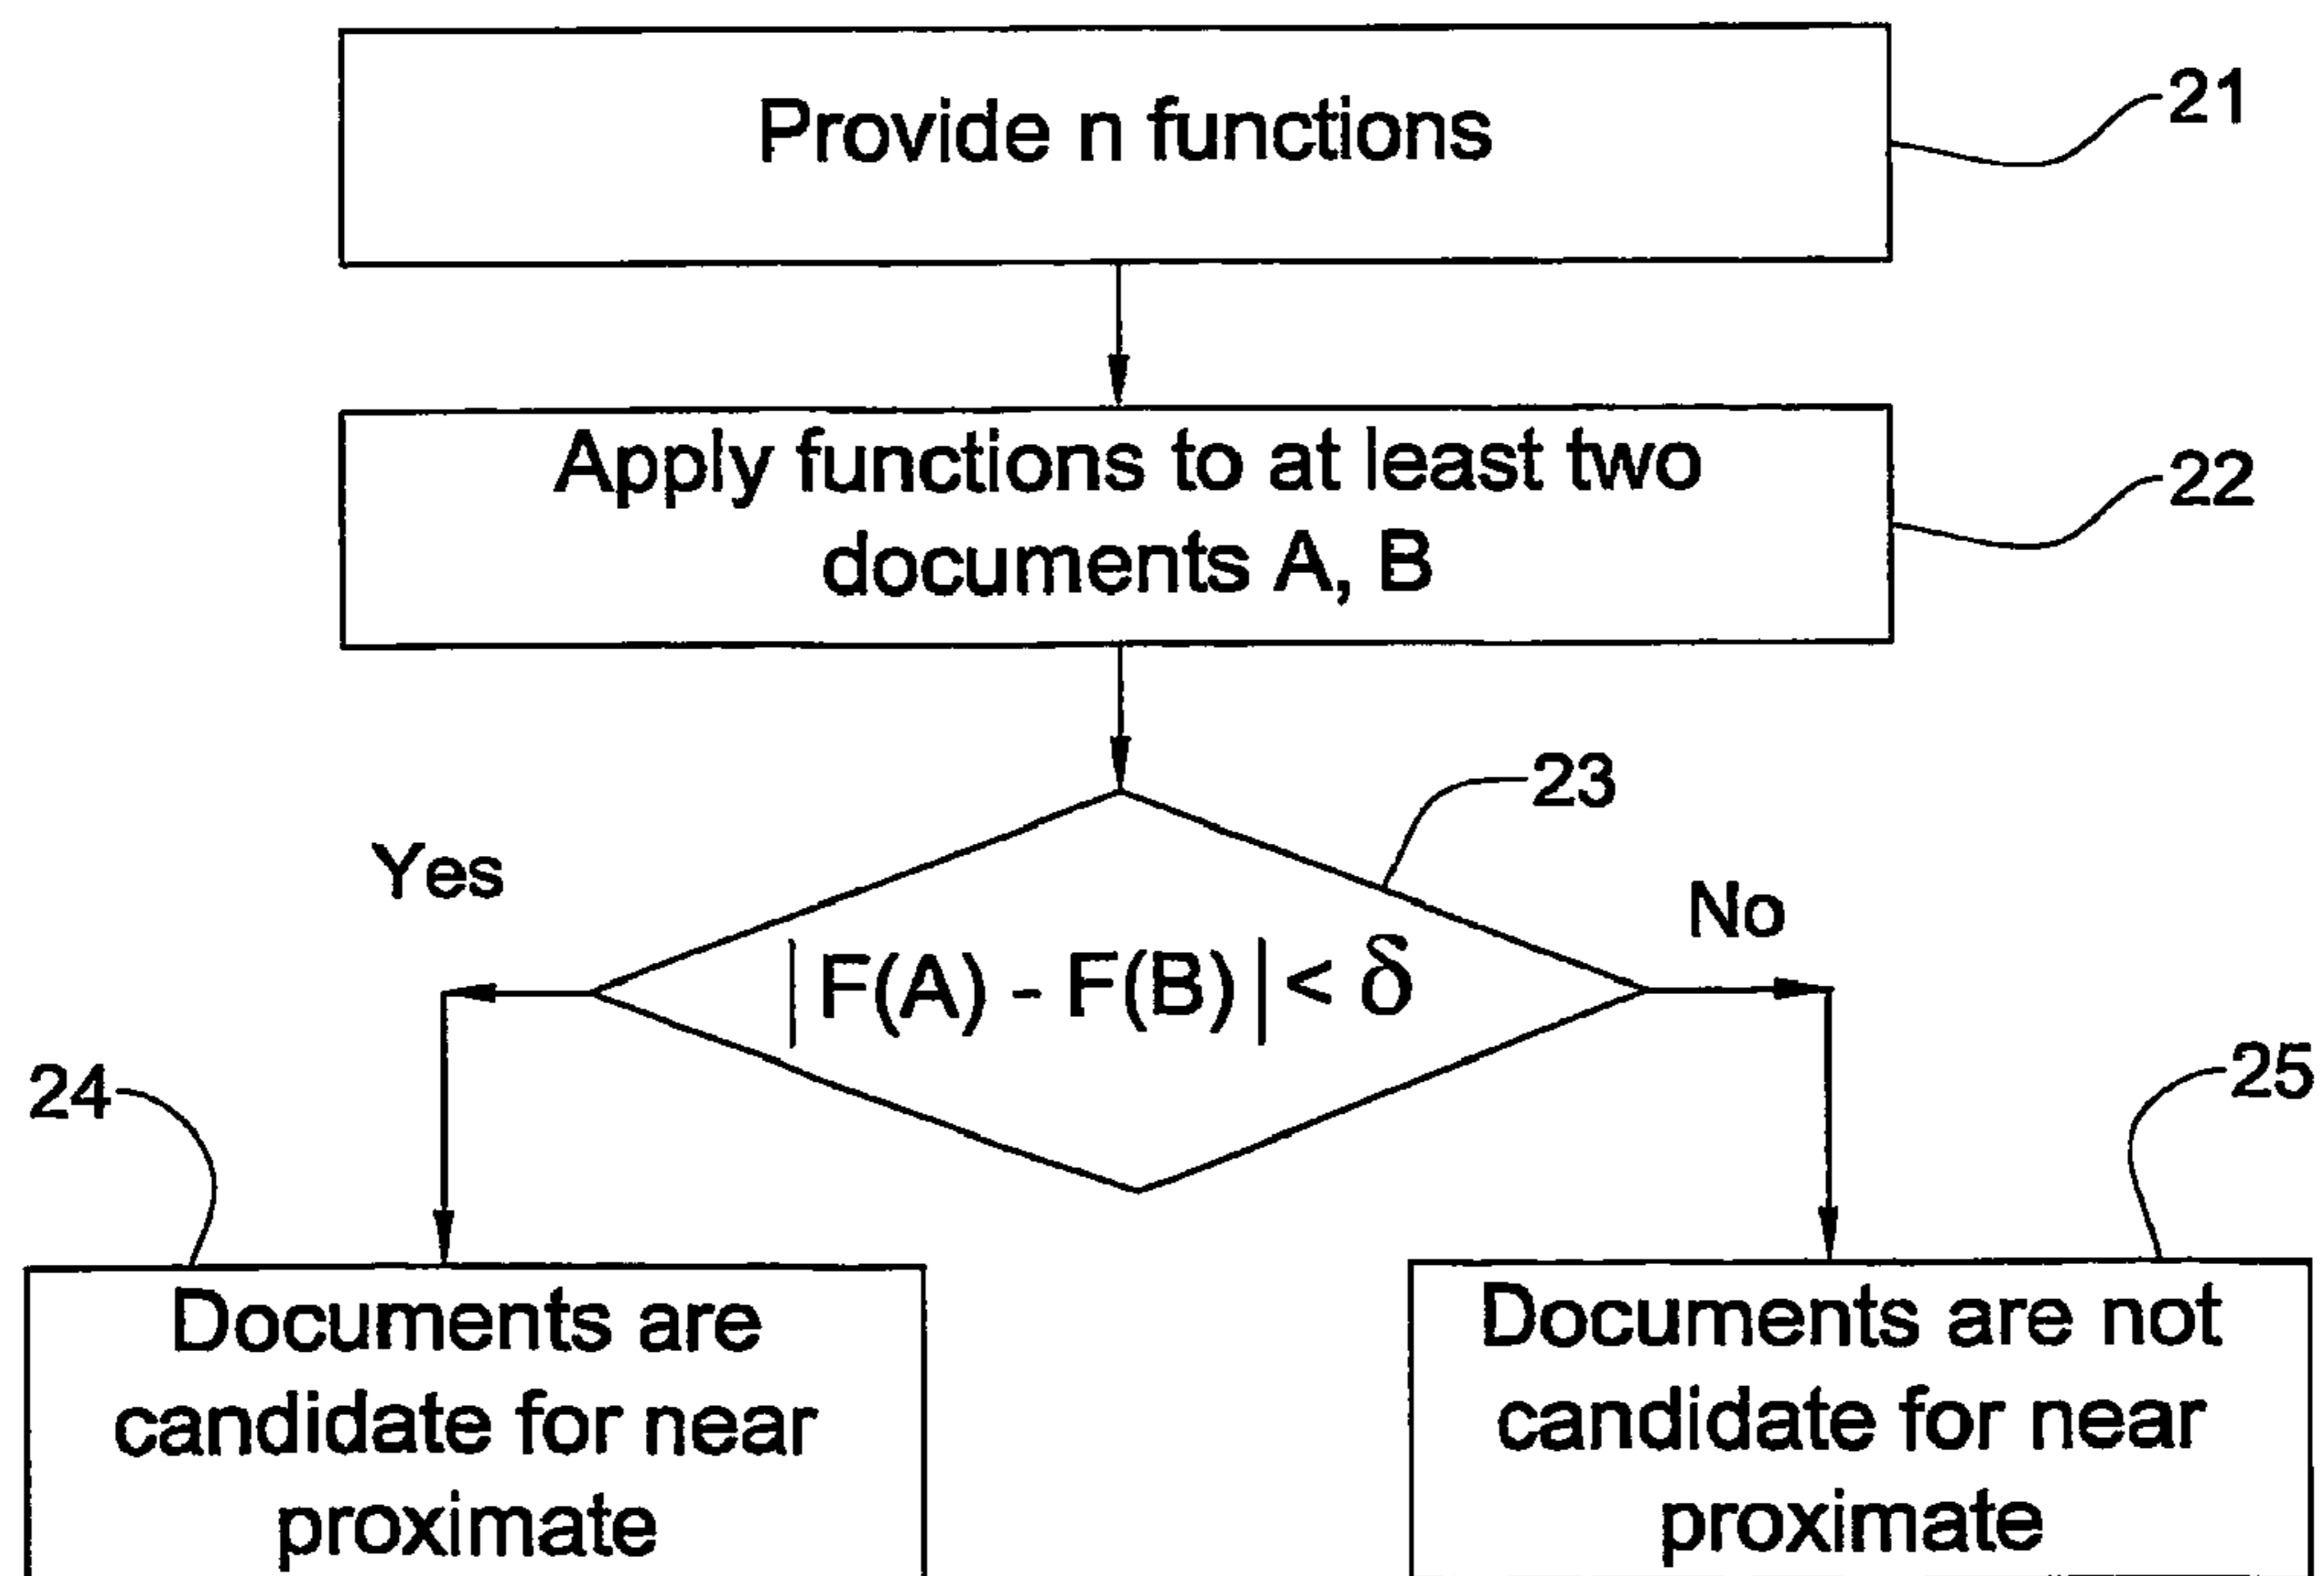 Provide n functions
21
Apply functions to at least two
documents A, B
22
23
Yes
No
| F(A) - F(B) | < δ
24
25
Documents are
candidate for near
proximate
Documents are not
candidate for near
proximate